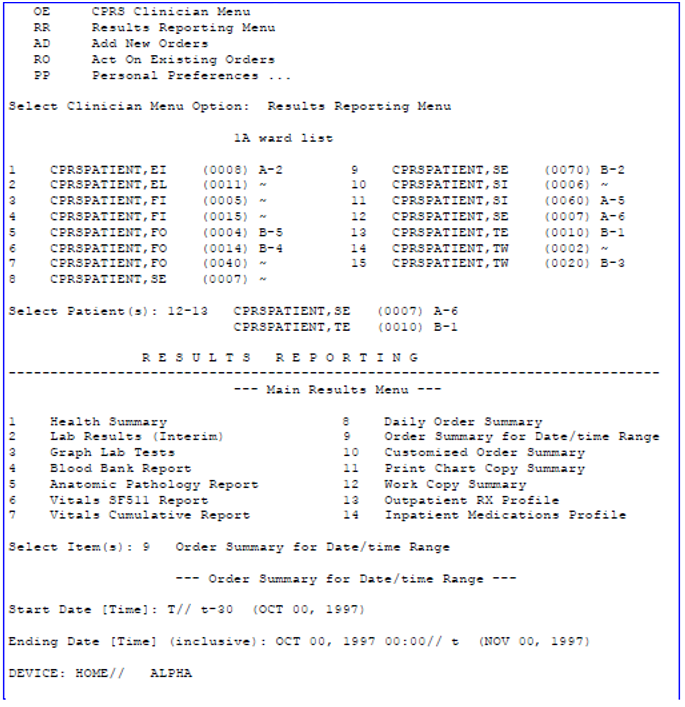 OE     CPRS Clinician Menu
RR     Results Reporting Menu
AD     Add New Orders
RO     Act On Existing Orders
PP     Personal Preferences ...
Select Clinician Menu Option:  Results Reporting Menu
1A ward list
1    CPRSPATIENT,EI    (0008) A-2        9    CPRSPATIENT,SE    (0070) B-2
2    CPRSPATIENT,EL    (0011) ~          10   CPRSPATIENT,SI    (0006) ~
3    CPRSPATIENT,FI    (0005) ~          11   CPRSPATIENT,SI    (0060) A-5
4    CPRSPATIENT,FI    (0015) ~          12   CPRSPATIENT,SE    (0007) A-6
5    CPRSPATIENT,FO    (0004) B-5        13   CPRSPATIENT,TE    (0010) B-1
6    CPRSPATIENT,FO    (0014) B-4        14   CPRSPATIENT,TW    (0002) ~
7    CPRSPATIENT,FO    (0040) ~          15   CPRSPATIENT,TW    (0020) B-3
8    CPRSPATIENT,SE    (0007) ~
Select Patient(s): 12-13   CPRSPATIENT,SE   (0007) A-6
CPRSPATIENT,TE   (0010) B-1
R E S U L T S   R E P O R T I N G
------------------------------------------------------------------------------
--- Main Results Menu ---
1    Health Summary                     8    Daily Order Summary
2    Lab Results (Interim)              9    Order Summary for Date/time Range
3    Graph Lab Tests                    10   Customized Order Summary
4    Blood Bank Report                  11   Print Chart Copy Summary
5    Anatomic Pathology Report          12   Work Copy Summary
6    Vitals SF511 Report                13   Outpatient RX Profile
7    Vitals Cumulative Report           14   Inpatient Medications Profile
Select Item(s): 9   Order Summary for Date/time Range
--- Order Summary for Date/time Range ---
Start Date [Time]: T// t-30  (OCT 00, 1997)
Ending Date [Time] (inclusive): OCT 00, 1997 00:00// t  (NOV 00, 1997)
DEVICE: HOME//   ALPHA